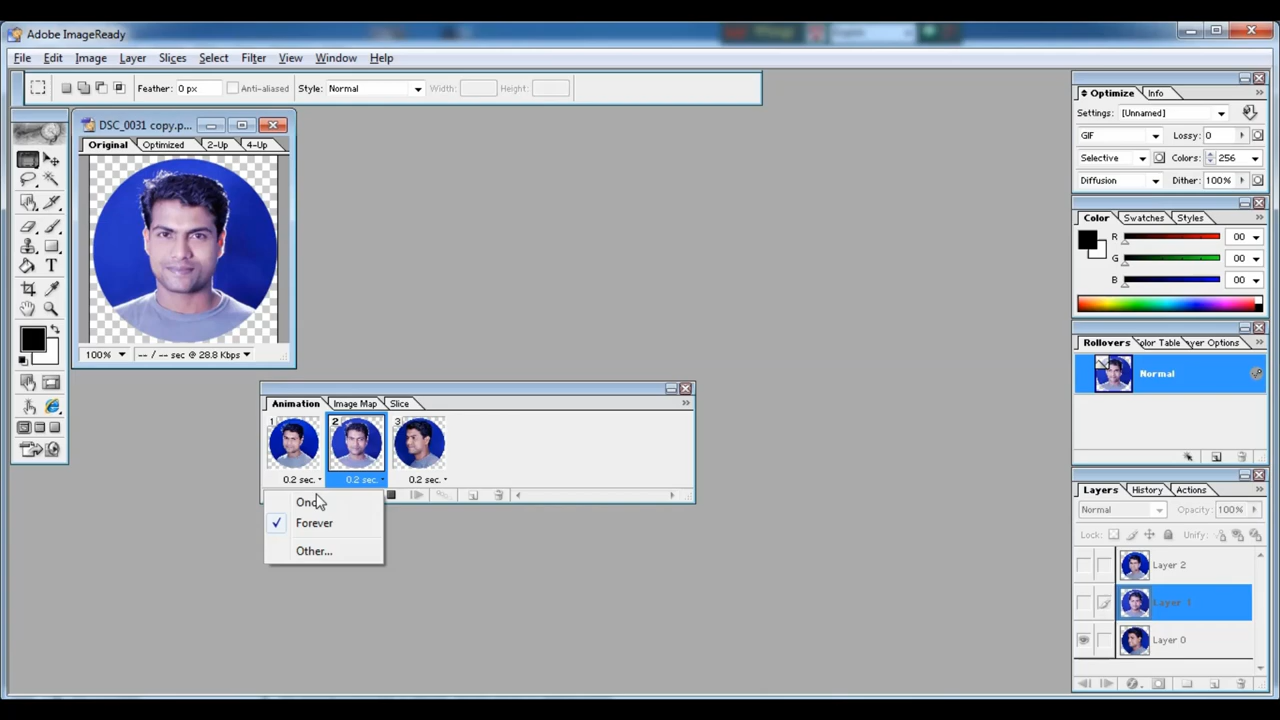 Adobe ImageReady
File Edit Image Layer Slices Select Filter View Window Help
Feather: 0 px Anti-aliased Style: Normal Width: Height:
DSC_0031 copy.p...
Original Optimized 2-Up 4-Up
100% -- / -- sec @ 28.8 Kbps
Animation Image Map Slice
1 2 3
0.2 sec. 0.2 sec. 0.2 sec.
Forever
Other...
Optimize Info
Settings: [Unnamed]
GIF Lossy: 0
Selective Colors: 256
Diffusion Dither: 100%
Color Swatches Styles
R 00
G 00
B 00
Rollovers Color Table ayer Options
Normal
Layers History Actions
Normal Opacity: 100%
Lock: Unify:
Layer 2
Layer 1
Layer 0